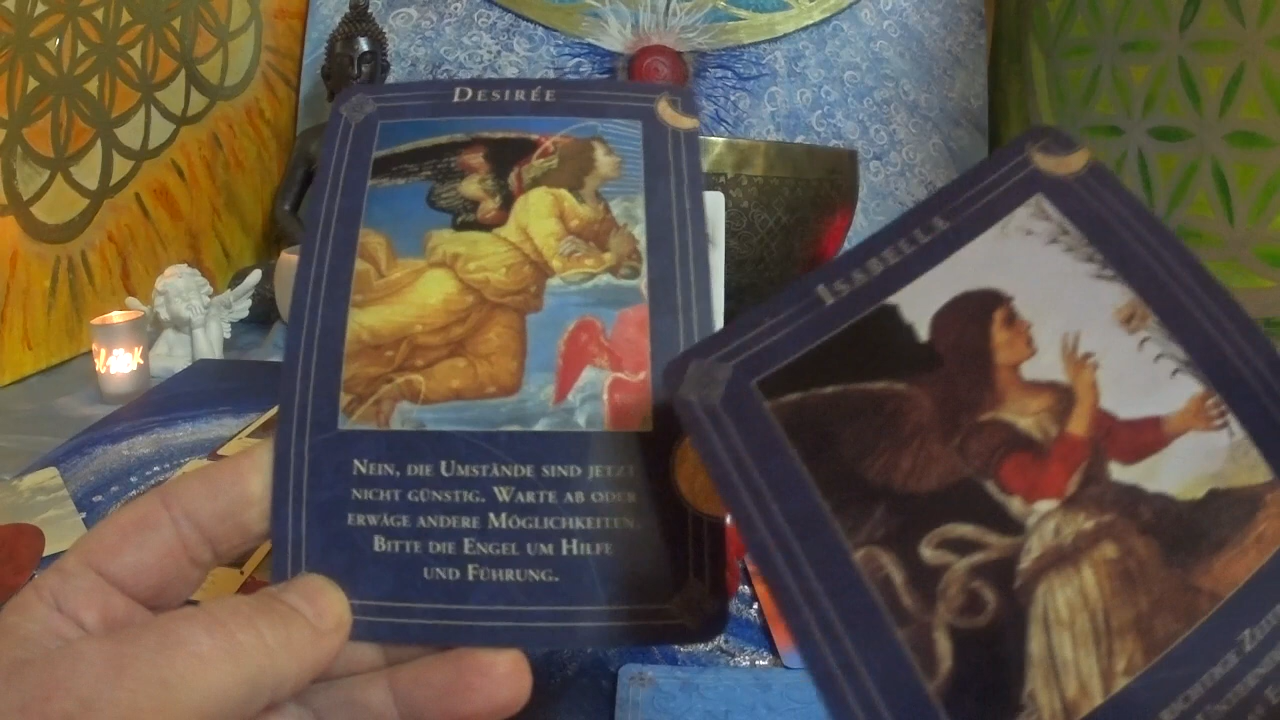 DESIRÉE
NEIN, DIE UMSTÄNDE SIND JETZT
NICHT GÜNSTIG. WARTE AB ODER
ERWÄGE ANDERE MÖGLICHKEITEN.
BITTE DIE ENGEL UM HILFE
UND FÜHRUNG.
ISABELLA